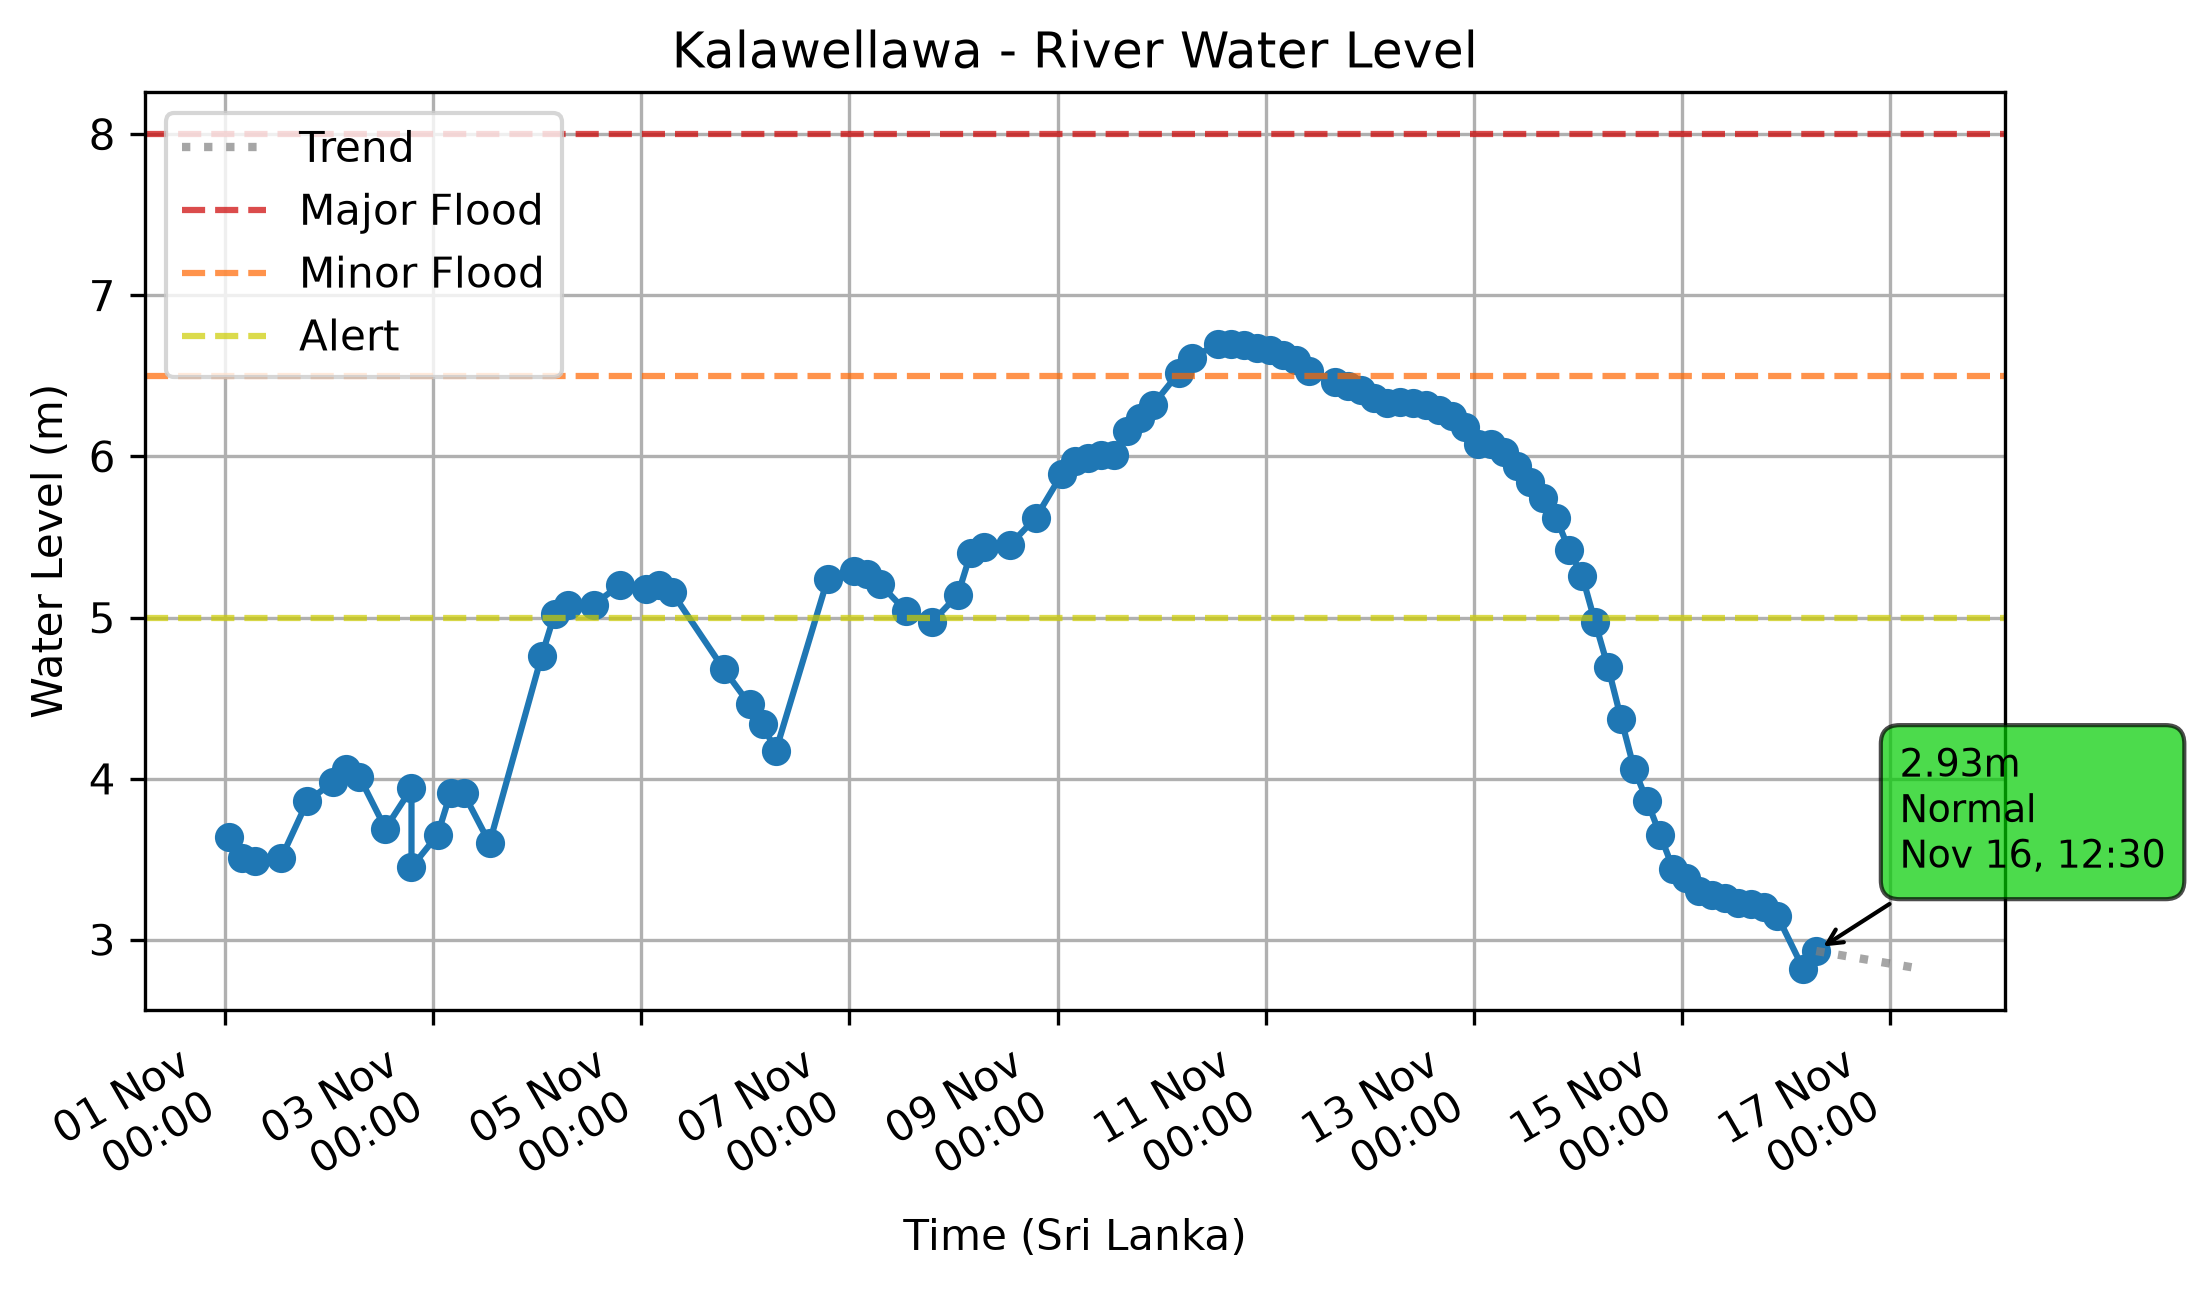 Kalawellawa - River Water Level
Trend
Major Flood
Minor Flood
Alert
Water Level (m)
8
7
6
5
4
3
2.93m
Normal
Nov 16, 12:30
01 Nov
00:00
03 Nov
00:00
05 Nov
00:00
07 Nov
00:00
09 Nov
00:00
11 Nov
00:00
13 Nov
00:00
15 Nov
00:00
17 Nov
00:00
Time (Sri Lanka)